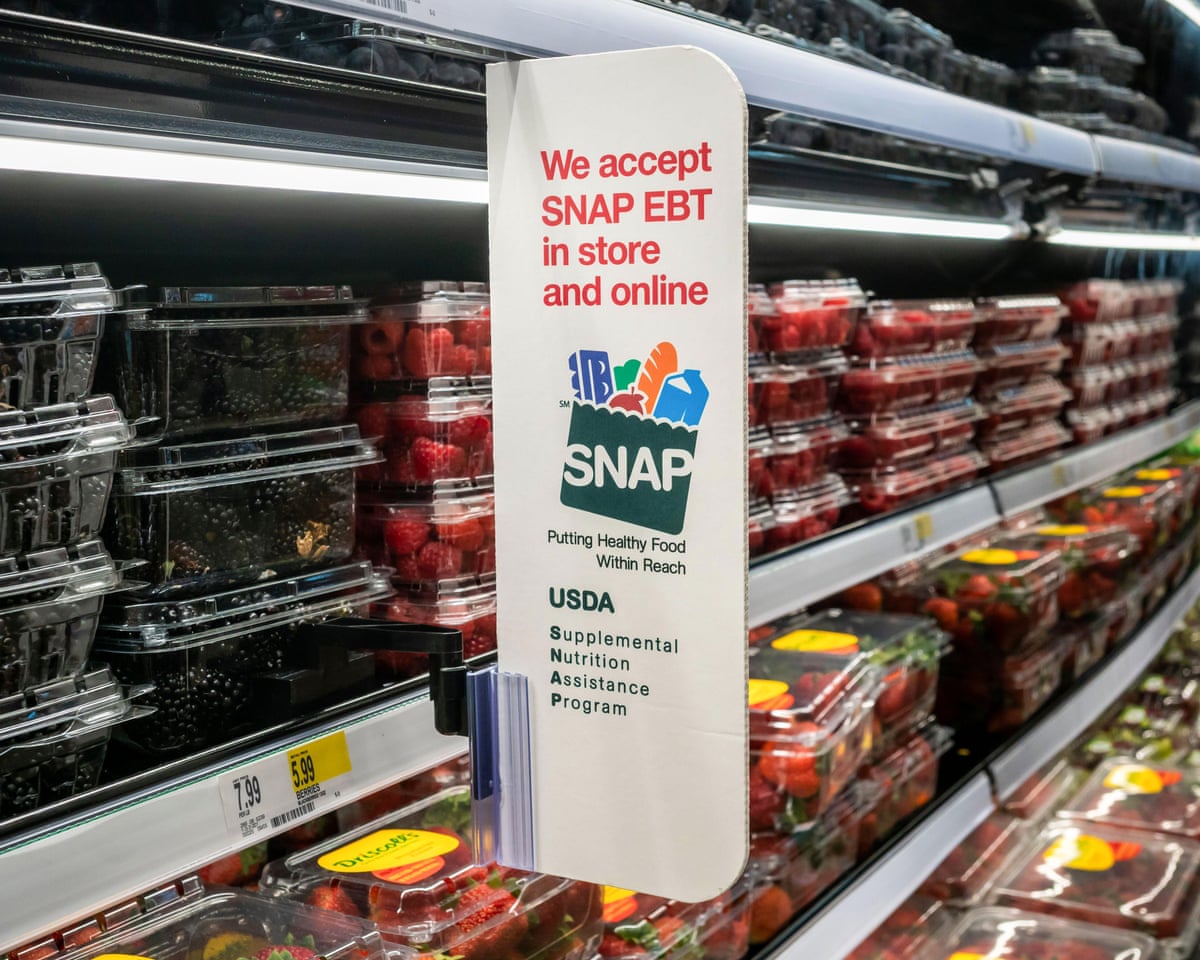 We accept
SNAP EBT
in store
and online
SM
SNAP
Putting Healthy Food
Within Reach
USDA
Supplemental
Nutrition
Assistance
Program
7.99
5.99
BERRIES
Driscoll's